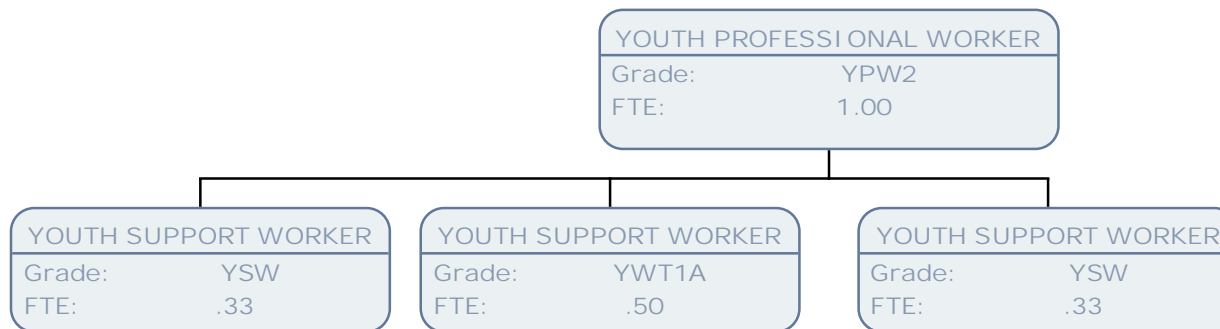 YOUTH PROFESSIONAL WORKER
Grade: YPW2
FTE: 1.00
YOUTH SUPPORT WORKER
Grade: YSW
FTE: .33
YOUTH SUPPORT WORKER
Grade: YWT1A
FTE: .50
YOUTH SUPPORT WORKER
Grade: YSW
FTE: .33